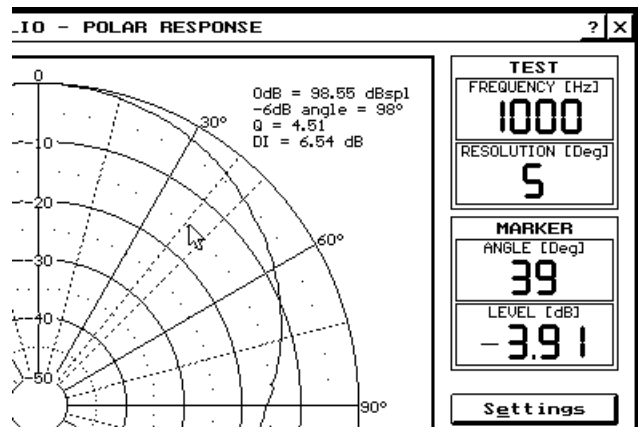 LIO - POLAR RESPONSE
? X
0
0dB = 98.55 dBspl
-6dB angle = 98°
Q = 4.51
DI = 6.54 dB
30°
-10
-20
60°
-30
-40
-50
90°
TEST
FREQUENCY [Hz]
1000
RESOLUTION [Deg]
5
MARKER
ANGLE [Deg]
39
LEVEL [dB]
-3.91
Settings